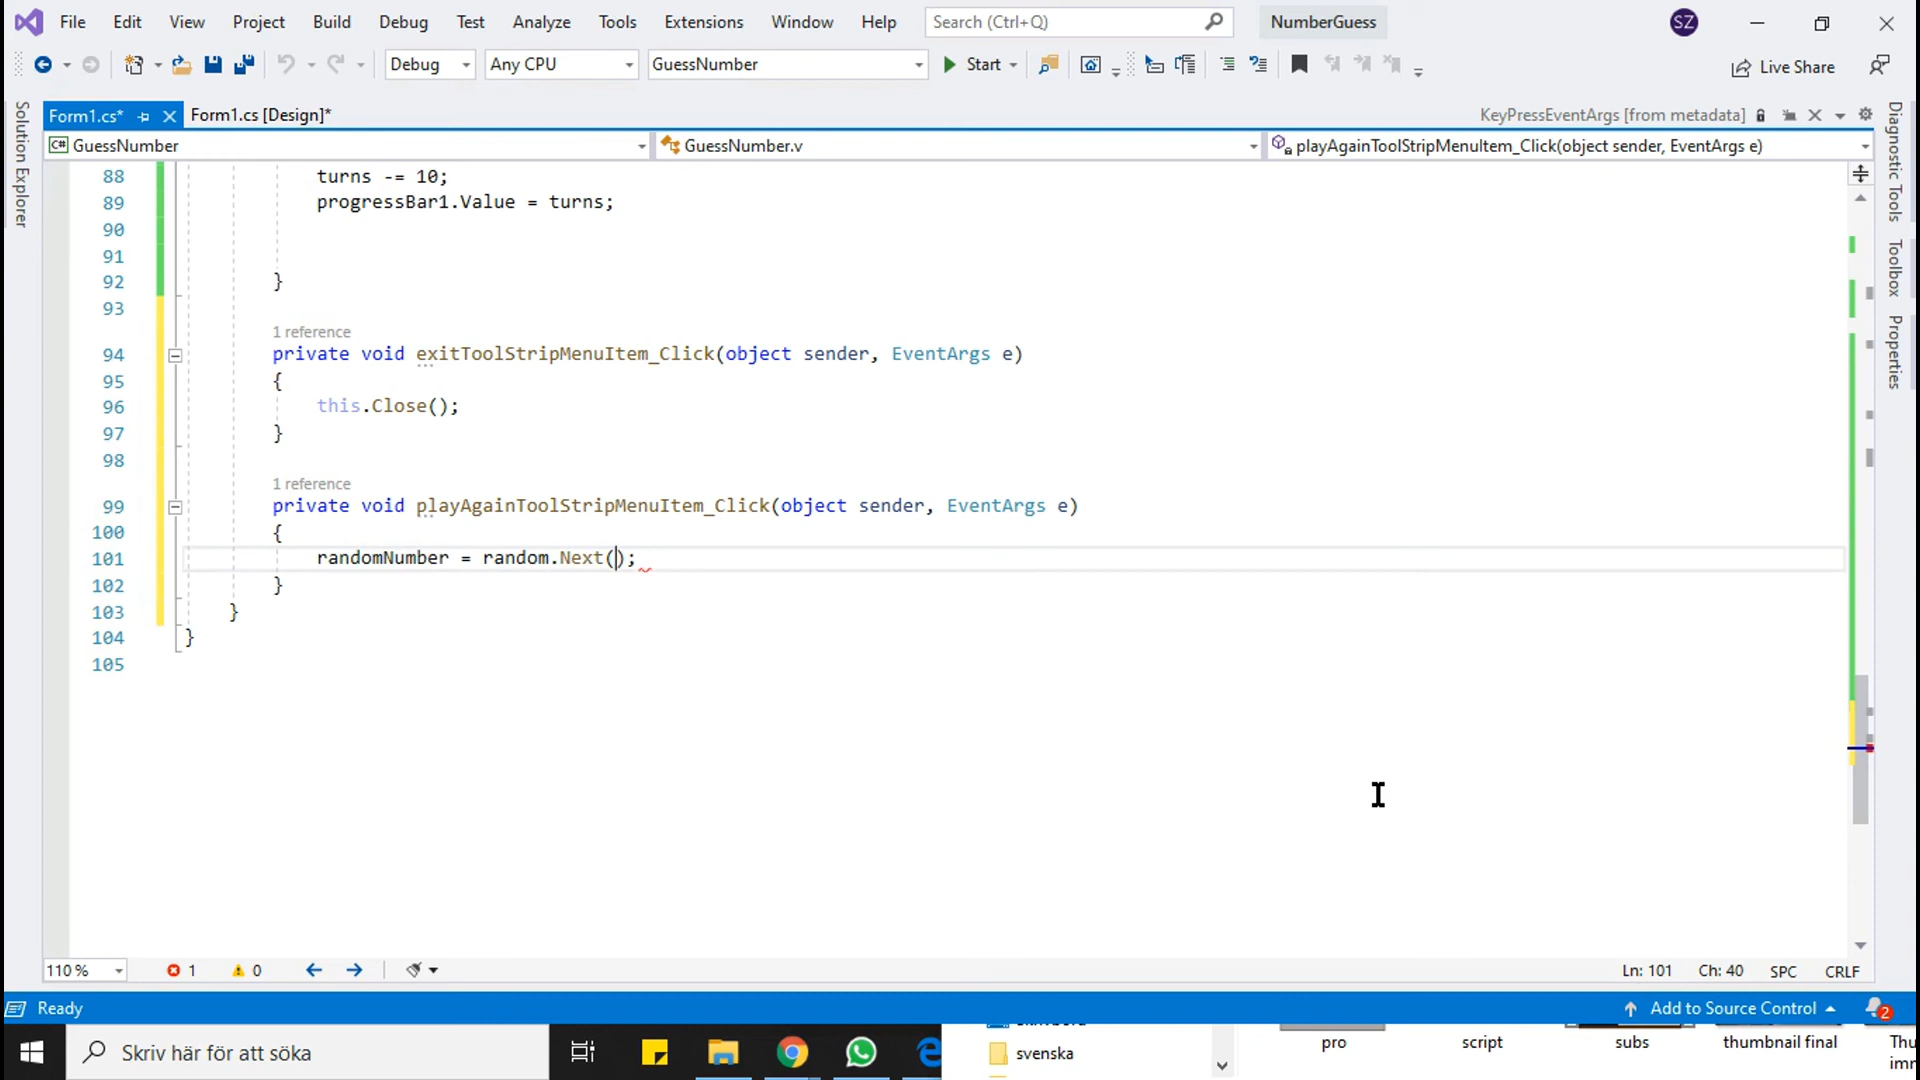 File Edit View Project Build Debug Test Analyze Tools Extensions Window Help Search (Ctrl+Q) NumberGuess SZ
Debug Any CPU GuessNumber Start Live Share
Form1.cs* Form1.cs [Design]* KeyPressEventArgs [from metadata]
GuessNumber GuessNumber.v playAgainToolStripMenuItem_Click(object sender, EventArgs e)
Solution Explorer
Diagnostic Tools
Toolbox
Properties
88 turns -= 10;
89 progressBar1.Value = turns;
90
91
92 }
93
1 reference
94 private void exitToolStripMenuItem_Click(object sender, EventArgs e)
95 {
96 this.Close();
97 }
98
1 reference
99 private void playAgainToolStripMenuItem_Click(object sender, EventArgs e)
100 {
101 randomNumber = random.Next();
102 }
103 }
104 }
105
110 % 1 0 Ln: 101 Ch: 40 SPC CRLF
Ready Add to Source Control 2
Skriv här för att söka
svenska
pro script subs thumbnail final